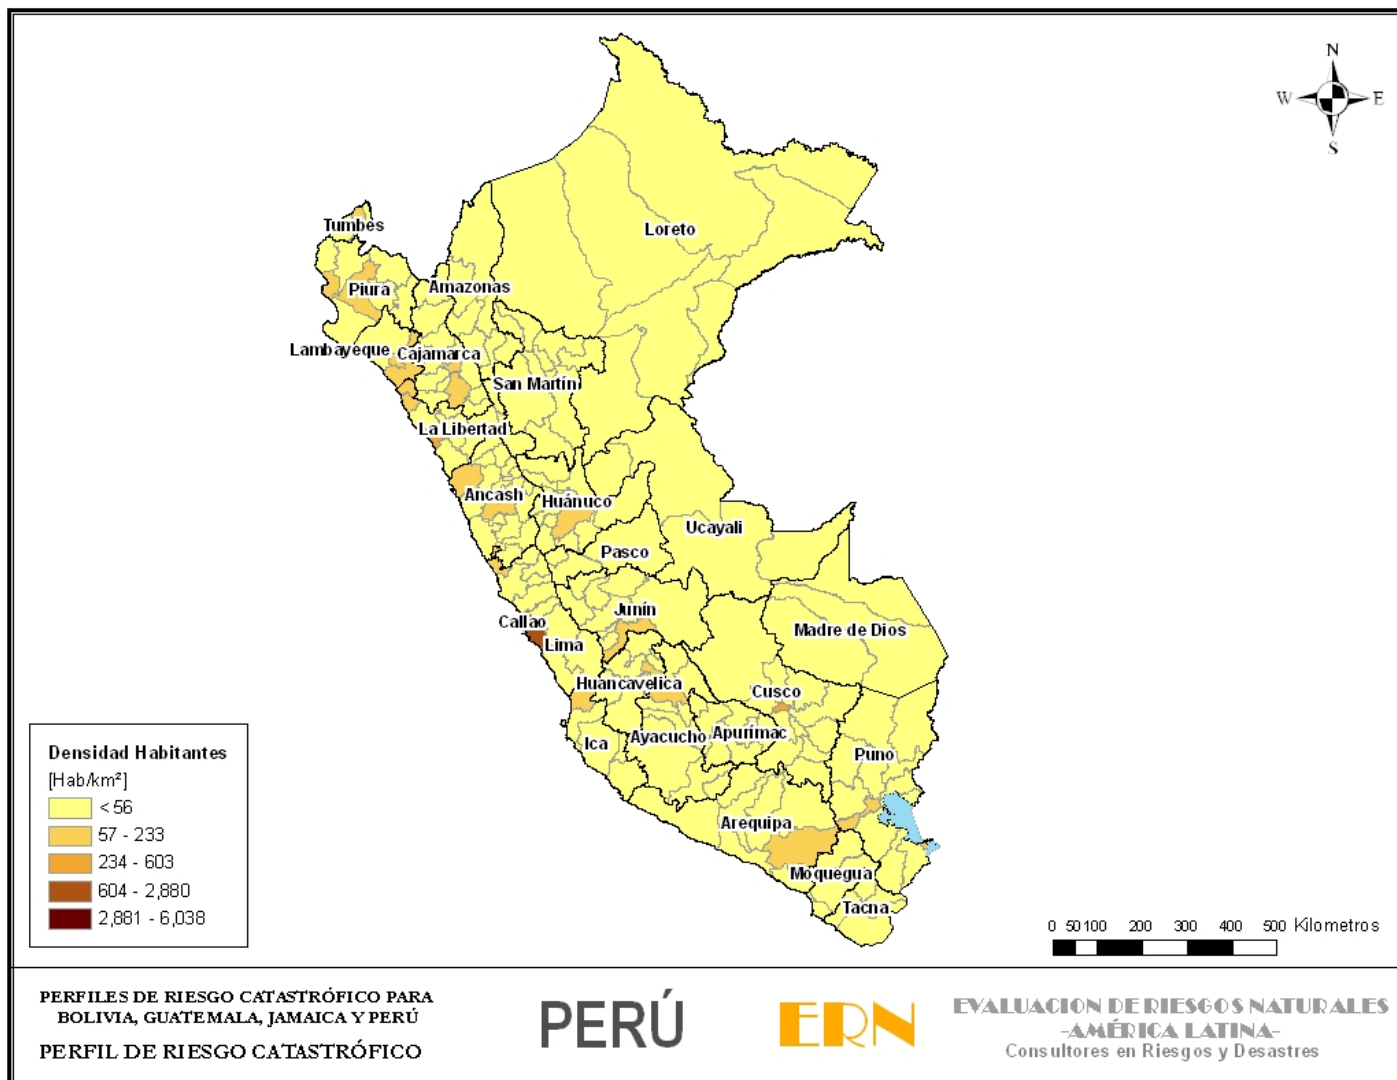 N
W
E
S
Loreto
Tumbes
Piura
Amazonas
Lambayeque
Cajamarca
San Martín
La Libertad
Ancash
Huánuco
Ucayali
Pasco
Junín
Callao
Lima
Madre de Dios
Huancavelica
Cusco
Ica
Ayacucho
Apurímac
Puno
Arequipa
Moquegua
Tacna
Densidad Habitantes
[Hab/km²]
< 56
57 - 233
234 - 603
604 - 2,880
2,881 - 6,038
0 50 100 200 300 400 500 Kilometros
PERFILES DE RIESGO CATASTRÓFICO PARA
BOLIVIA, GUATEMALA, JAMAICA Y PERÚ
PERFIL DE RIESGO CATASTRÓFICO
PERÚ
ERN
EVALUACION DE RIESGOS NATURALES
-AMÉRICA LATINA-
Consultores en Riesgos y Desastres